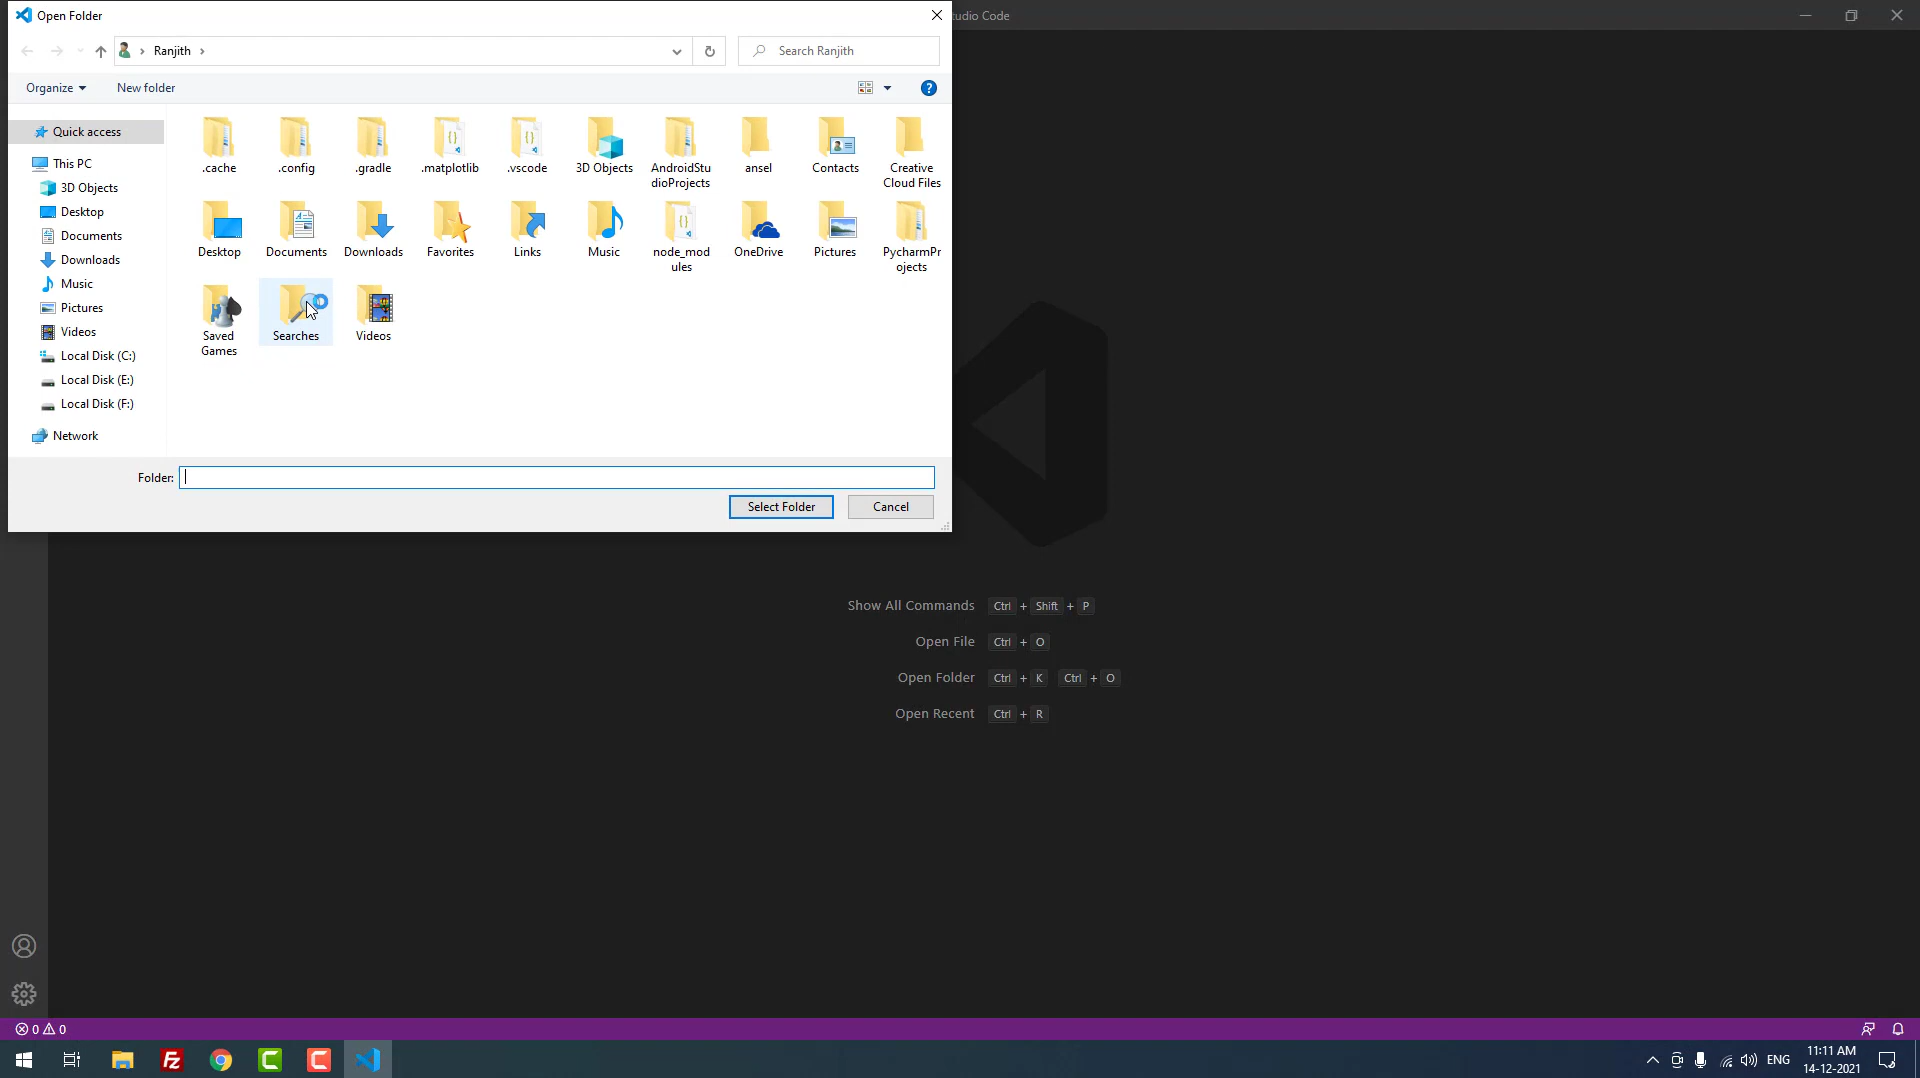 Open Folder
tudio Code
Ranjith
Search Ranjith
Organize
New folder
Quick access
This PC
3D Objects
Desktop
Documents
Downloads
Music
Pictures
Videos
Local Disk (C:)
Local Disk (E:)
Local Disk (F:)
Network
.cache
.config
.gradle
.matplotlib
.vscode
3D Objects
AndroidStu
dioProjects
ansel
Contacts
Creative
Cloud Files
Desktop
Documents
Downloads
Favorites
Links
Music
node_mod
ules
OneDrive
Pictures
PycharmPr
ojects
Saved
Games
Searches
Videos
Folder:
Select Folder
Cancel
Show All Commands Ctrl + Shift + P
Open File Ctrl + O
Open Folder Ctrl + K Ctrl + O
Open Recent Ctrl + R
0 0
ENG
11:11 AM
14-12-2021